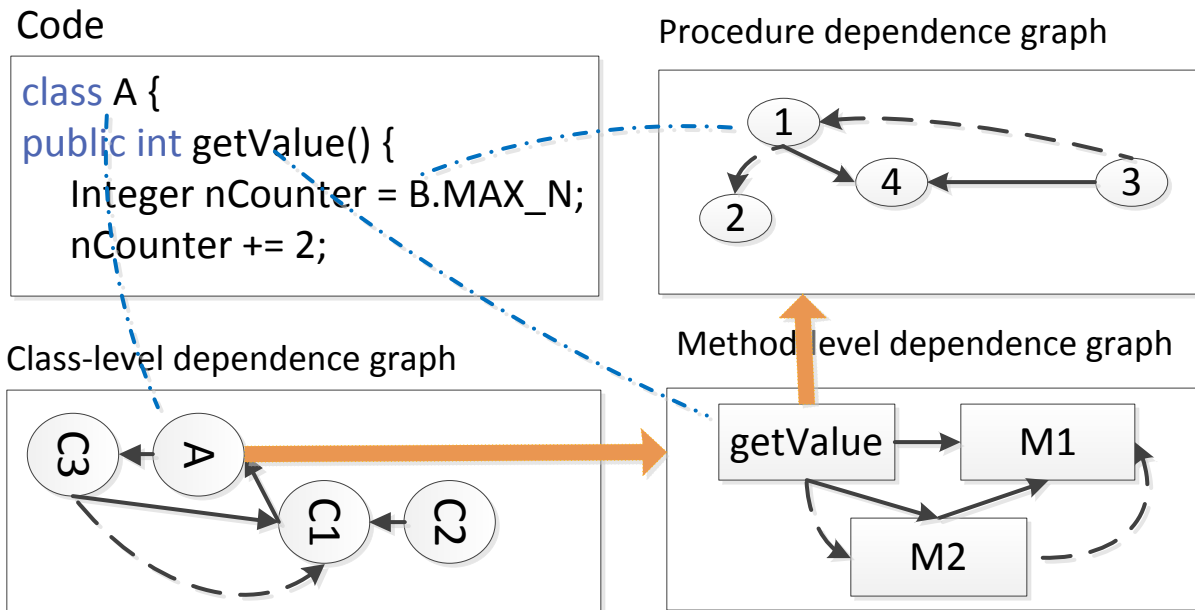 Code
class A {
public int getValue() {
Integer nCounter = B.MAX_N;
nCounter += 2;
Procedure dependence graph
1
2
4
3
Class-level dependence graph
C3
A
C1
C2
Method level dependence graph
getValue
M1
M2